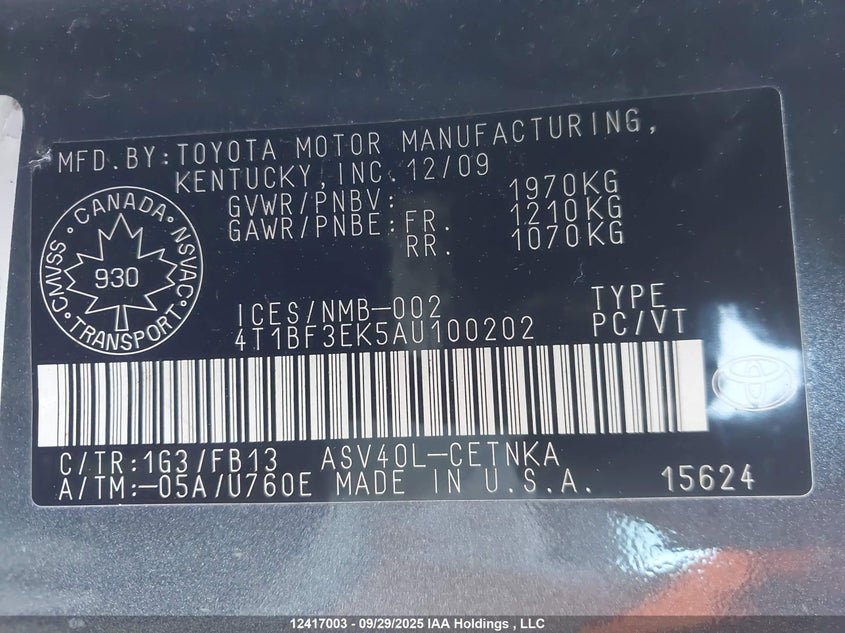 MFD.BY:TOYOTA MOTOR MANUFACTURING,
KENTUCKY,INC.12/09
GVWR/PNBV: 1970KG
GAWR/PNBE:FR. 1210KG
RR. 1070KG
CANADA
CMVSS NSVAC
930
TRANSPORT
ICES/NMB-002 TYPE
4T1BF3EK5AU100202 PC/VT
C/TR:1G3/FB13 ASV40L-CETNKA
A/TM:-05A/U760E MADE IN U.S.A. 15624
12417003 - 09/29/2025 IAA Holdings , LLC